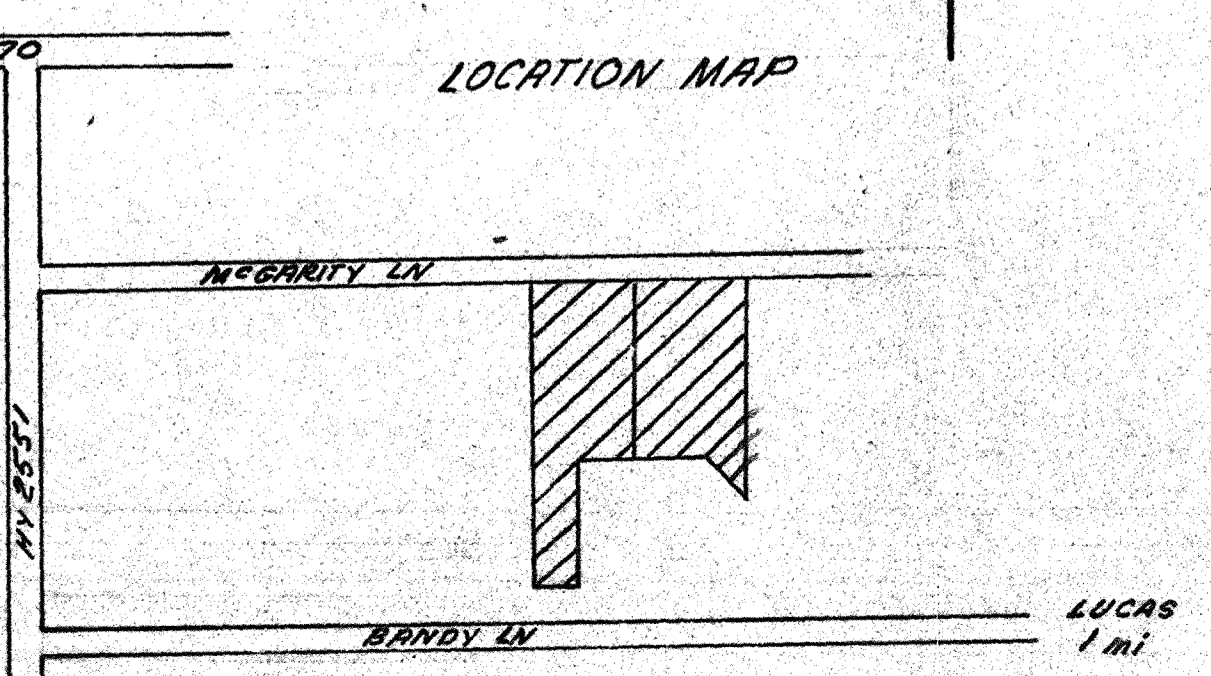 70
LOCATION MAP
McGARITY LN
HY 2551
BANDY LN
LUCAS
1 mi